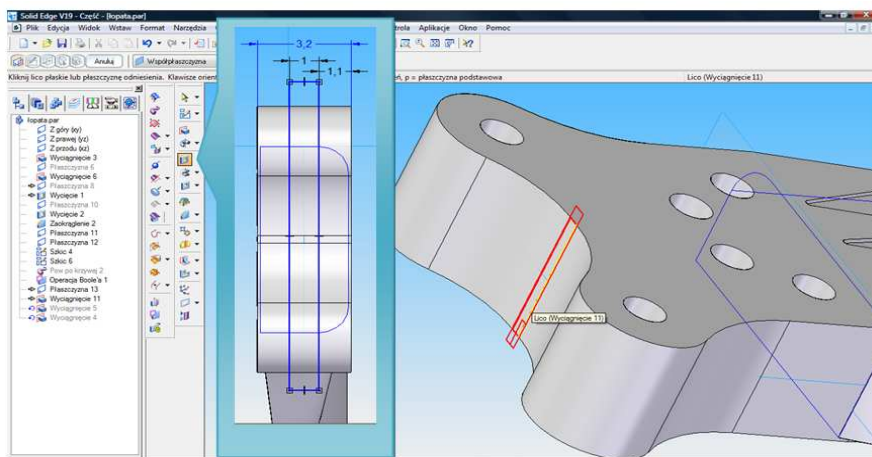 Solid Edge V19 - Część - [łopata.par]
Plik Edycja Widok Wstaw Format Narzędzia
Aplikacje Okno Pomoc
Anuluj
Współpłaszczyzna
Kliknij lico płaskie lub płaszczyznę odniesienia. Klawisze
p = płaszczyzna podstawowa
Lico (Wyciągnięcie 11)
łopata.par
Z góry (xy)
Z prawej (yz)
Z przodu (xz)
Wyciągnięcie 3
Płaszczyzna 6
Wyciągnięcie 6
Płaszczyzna 8
Wycięcie 1
Płaszczyzna 10
Wycięcie 2
Zaokrąglenie 2
Płaszczyzna 11
Płaszczyzna 12
Szkic 4
Szkic 6
Pow po krzywej 2
Operacja Boole'a 1
Płaszczyzna 13
Wyciągnięcie 11
Wyciągnięcie 5
Wyciągnięcie 4
3,2
1
1,1
Lico (Wyciągnięcie 11)